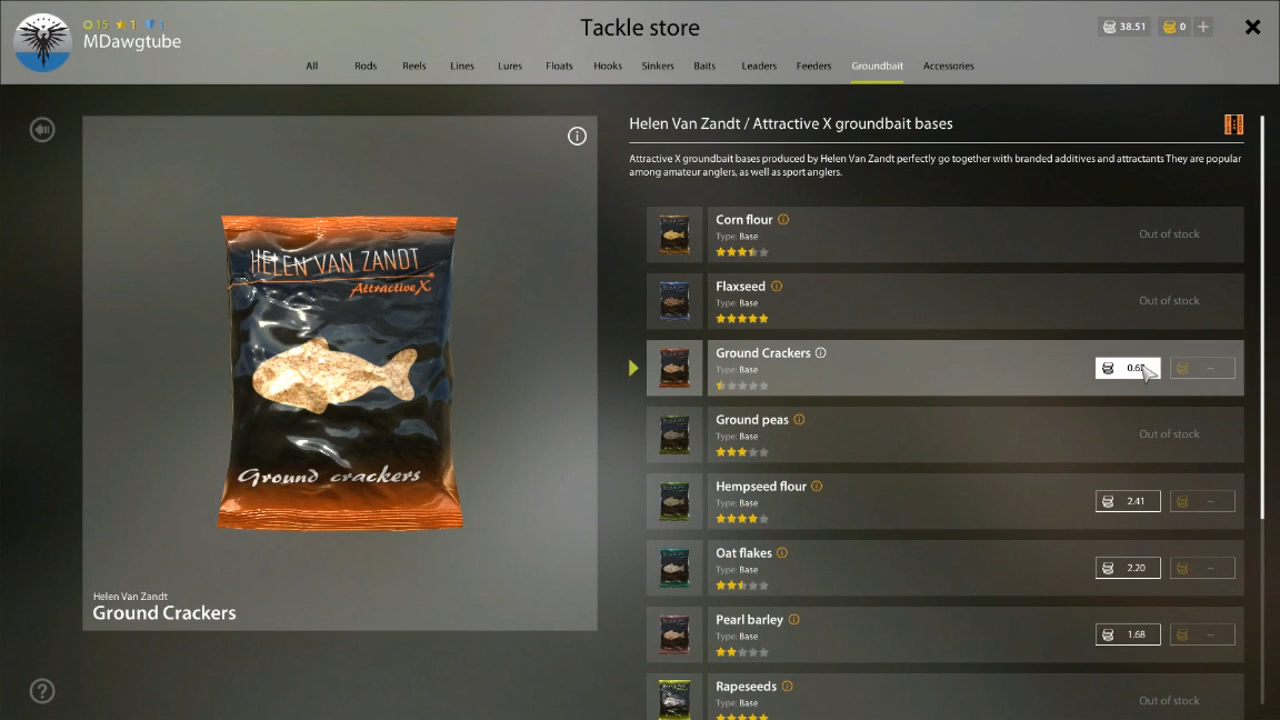 15 1 1
MDawgtube
Tackle store
38.51
0
All Rods Reels Lines Lures Floats Hooks Sinkers Baits Leaders Feeders Groundbait Accessories
HELEN VAN ZANDT
Attractive X
Ground crackers
Helen Van Zandt
Ground Crackers
Helen Van Zandt / Attractive X groundbait bases
Attractive X groundbait bases produced by Helen Van Zandt perfectly go together with branded additives and attractants They are popular
among amateur anglers, as well as sport anglers.
Corn flour
Type: Base
Out of stock
Flaxseed
Type: Base
Out of stock
Ground Crackers
Type: Base
--
Ground peas
Type: Base
Out of stock
Hempseed flour
Type: Base
2.41 --
Oat flakes
Type: Base
2.20 --
Pearl barley
Type: Base
1.68 --
Rapeseeds
Type: Base
Out of stock
?